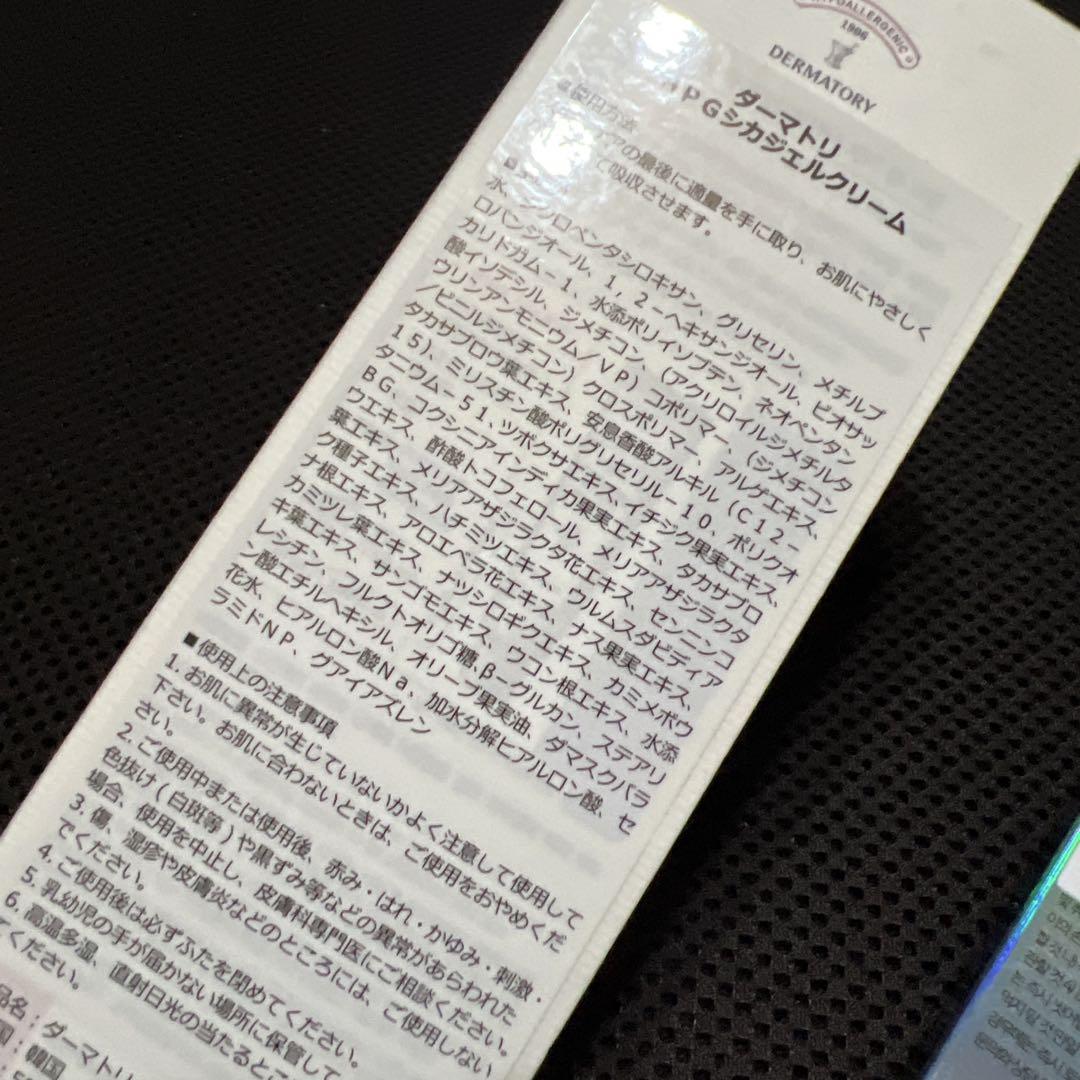 HYPOALLERGENIC
1996
DERMATORY
ダーマトリ
PGシカジェルクリーム
使用方法
アの最後に適量を手に取り、お肌にやさしく
て吸収させます。
水、シクロペンタシロキサン、グリセリン、メチルプ
ロパンジオール、1，2－ヘキサンジオール、ビオサッ
カリドガム－1、水添ポリイソブテン、ネオペンタン
酸イソデシル、ジメチコン、（アクリロイルジメチルタ
ウリンアンモニウム／VP）コポリマー、（ジメチコン
／ビニルジメチコン）クロスポリマー、アルゲエキス、
タカサブロウ葉エキス、安息香酸アルキル（C12－
15）、ミリスチン酸ポリグリセリル－10、ポリクオ
タニウム－51、ツボクサエキス、イチジク果実エキス、
BG、コクシニアインディカ果実エキス、タカサブロ
ウエキス、酢酸トコフェロール、メリアアザジラクタ
葉エキス、メリアアザジラクタ花エキス、センニンコ
ク種子エキス、ハチミツエキス、ウルムスダビディア
ナ根エキス、アロエベラ花エキス、ナス果実エキス、
カミツレ葉エキス、ナツシロギクエキス、カミメボウ
キ葉エキス、サンゴモエキス、ウコン根エキス、水添
レシチン、フルクトオリゴ糖、β－グルカン、ステアリ
ン酸エチルヘキシル、オリーブ果実油、ダマスクバラ
花水、ヒアルロン酸Na、加水分解ヒアルロン酸、セ
ラミドNP、グアイアズレン
■使用上の注意事項
1. お肌に異常が生じていないかよく注意して使用して
下さい。お肌に合わないときは、ご使用をおやめくだ
さい。
2. ご使用中または使用後、赤み・はれ・かゆみ・刺激・
色抜け（白斑等）や黒ずみ等などの異常があらわれた
場合、使用を中止し、皮膚科専門医にご相談ください。
3. 傷、湿疹や皮膚炎などのところには、ご使用しない
でください。
4. ご使用後は必ずふたを閉めてください。
5. 乳幼児の手が届かない場所に保管して
6. 高温多湿、直射日光の当たるとこ
ください。
品名
ダーマトリ
国
韓国